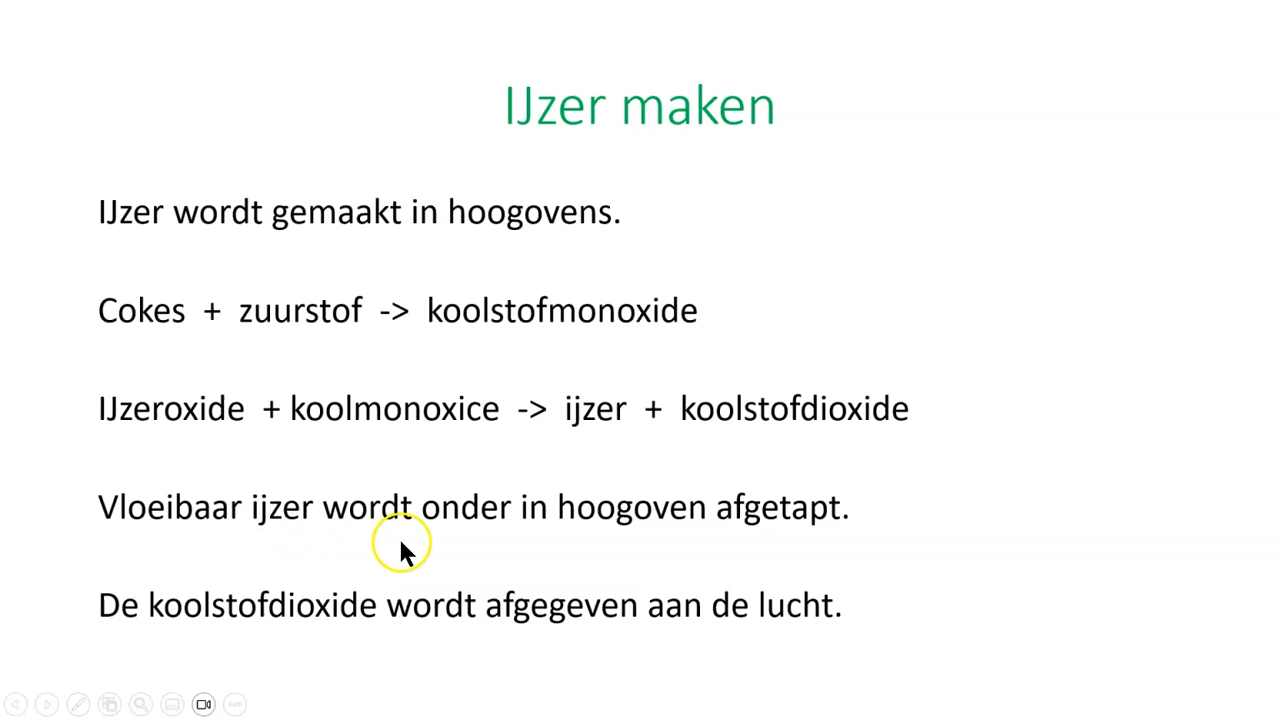 IJzer maken
IJzer wordt gemaakt in hoogovens.
Cokes + zuurstof -> koolstofmonoxide
IJzeroxide + koolmonoxice -> ijzer + koolstofdioxide
Vloeibaar ijzer wordt onder in hoogoven afgetapt.
De koolstofdioxide wordt afgegeven aan de lucht.